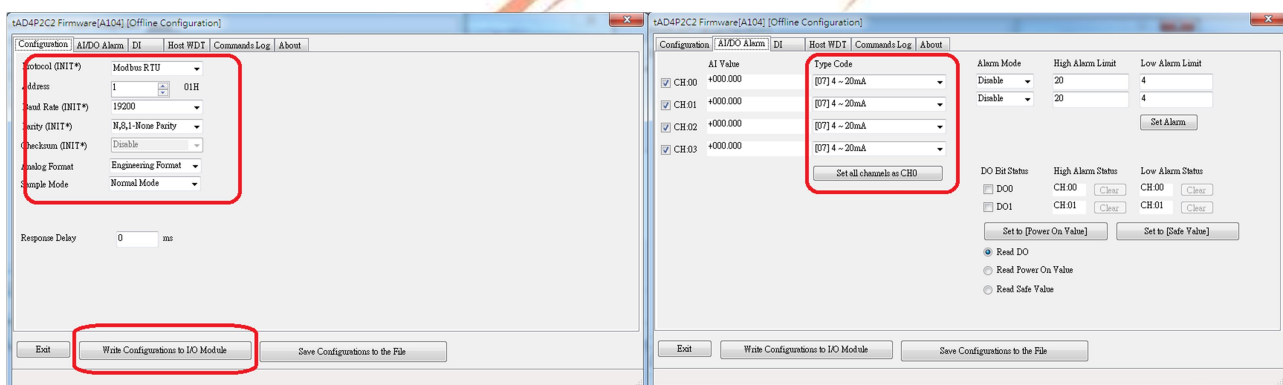 tAD4P2C2 Firmware[A104] [Offline Configuration]
Configuration AI/DO Alarm DI Host WDT Commands Log About
Protocol (INIT*) Modbus RTU
Address 1 01H
Baud Rate (INIT*) 19200
Parity (INIT*) N,8,1-None Parity
Checksum (INIT*) Disable
Analog Format Engineering Format
Sample Mode Normal Mode
Response Delay 0 ms
Exit Write Configurations to I/O Module Save Configurations to the File
tAD4P2C2 Firmware[A104] [Offline Configuration]
Configuration AI/DO Alarm DI Host WDT Commands Log About
AI Value Type Code Alarm Mode High Alarm Limit Low Alarm Limit
CH:00 +000.000 [07] 4 ~ 20mA Disable 20 4
CH:01 +000.000 [07] 4 ~ 20mA Disable 20 4
CH:02 +000.000 [07] 4 ~ 20mA Set Alarm
CH:03 +000.000 [07] 4 ~ 20mA
Set all channels as CH0 DO Bit Status High Alarm Status Low Alarm Status
DO0 CH:00 Clear CH:00 Clear
DO1 CH:01 Clear CH:01 Clear
Set to [Power On Value] Set to [Safe Value]
Read DO
Read Power On Value
Read Safe Value
Exit Write Configurations to I/O Module Save Configurations to the File